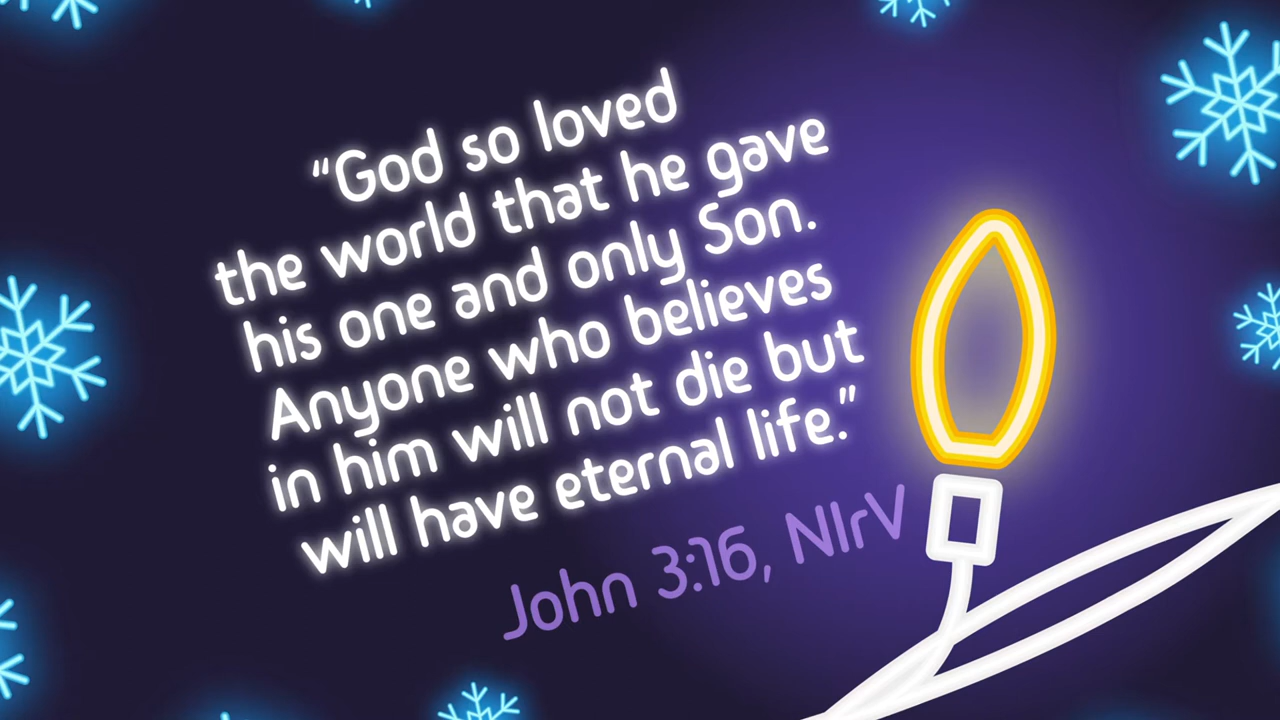 “God so loved
the world that he gave
his one and only Son.
Anyone who believes
in him will not die but
will have eternal life.”
John 3:16, NIrV